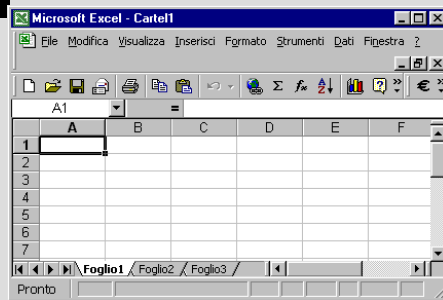 Microsoft Excel - Cartel1
File Modifica Visualizza Inserisci Formato Strumenti Dati Finestra ?
Σ fx € 
A1 =
A B C D E F
1
2
3
4
5
6
7
Foglio1 Foglio2 Foglio3
Pronto